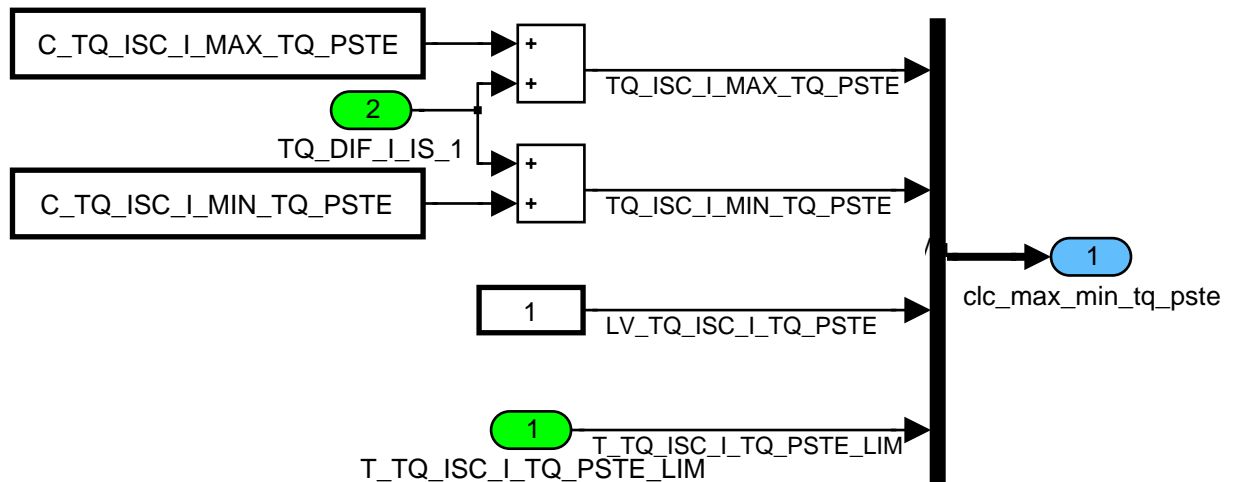 C_TQ_ISC_I_MAX_TQ_PSTE
+
+
TQ_ISC_I_MAX_TQ_PSTE
2
TQ_DIF_I_IS_1
+
+
TQ_ISC_I_MIN_TQ_PSTE
C_TQ_ISC_I_MIN_TQ_PSTE
1
clc_max_min_tq_pste
1
LV_TQ_ISC_I_TQ_PSTE
1
T_TQ_ISC_I_TQ_PSTE_LIM
T_TQ_ISC_I_TQ_PSTE_LIM